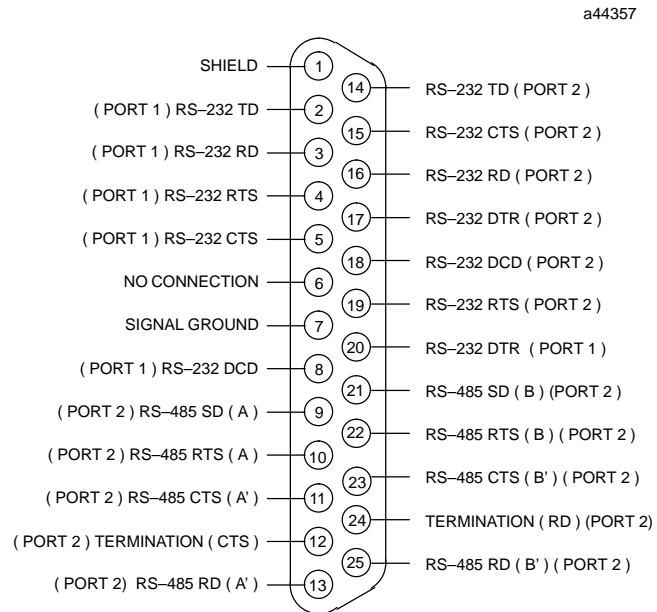 a44357
SHIELD 1
14 RS–232 TD ( PORT 2 )
( PORT 1 ) RS–232 TD 2
15 RS–232 CTS ( PORT 2 )
( PORT 1 ) RS–232 RD 3
16 RS–232 RD ( PORT 2 )
( PORT 1 ) RS–232 RTS 4
17 RS–232 DTR ( PORT 2 )
( PORT 1 ) RS–232 CTS 5
18 RS–232 DCD ( PORT 2 )
NO CONNECTION 6
19 RS–232 RTS ( PORT 2 )
SIGNAL GROUND 7
20 RS–232 DTR ( PORT 1 )
( PORT 1 ) RS–232 DCD 8
21 RS–485 SD ( B ) (PORT 2 )
( PORT 2 ) RS–485 SD ( A ) 9
22 RS–485 RTS ( B ) ( PORT 2 )
( PORT 2 ) RS–485 RTS ( A ) 10
23 RS–485 CTS ( B' ) ( PORT 2 )
( PORT 2 ) RS–485 CTS ( A' ) 11
24 TERMINATION ( RD ) (PORT 2)
( PORT 2 ) TERMINATION ( CTS ) 12
25 RS–485 RD ( B' ) ( PORT 2 )
( PORT 2) RS–485 RD ( A' ) 13